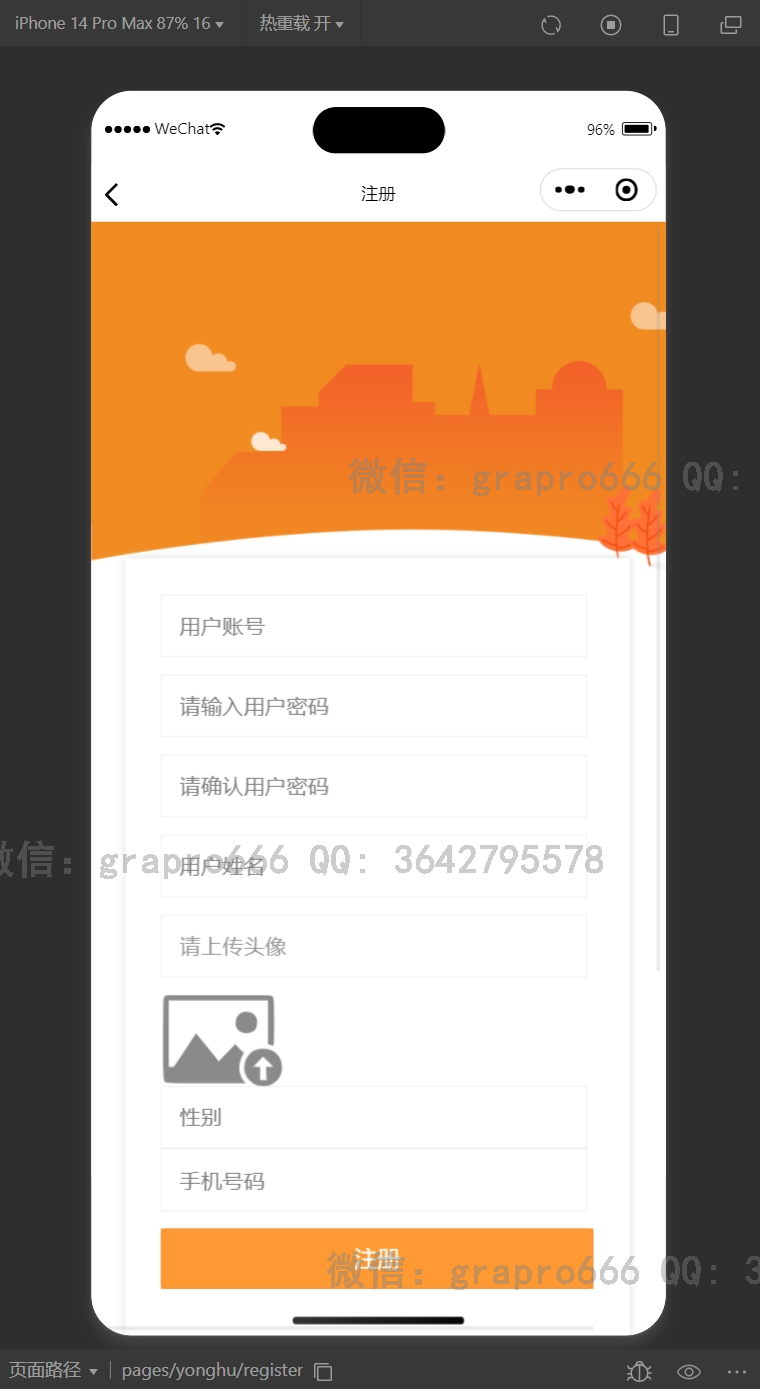 iPhone 14 Pro Max 87% 16 热重载 开
WeChat 96%
注册
微信：grapro666 QQ:
用户账号
请输入用户密码
请确认用户密码
微信：grapro666 QQ: 3642795578
用户姓名
请上传头像
性别
手机号码
注册
微信：grapro666 QQ: 3
页面路径 pages/yonghu/register